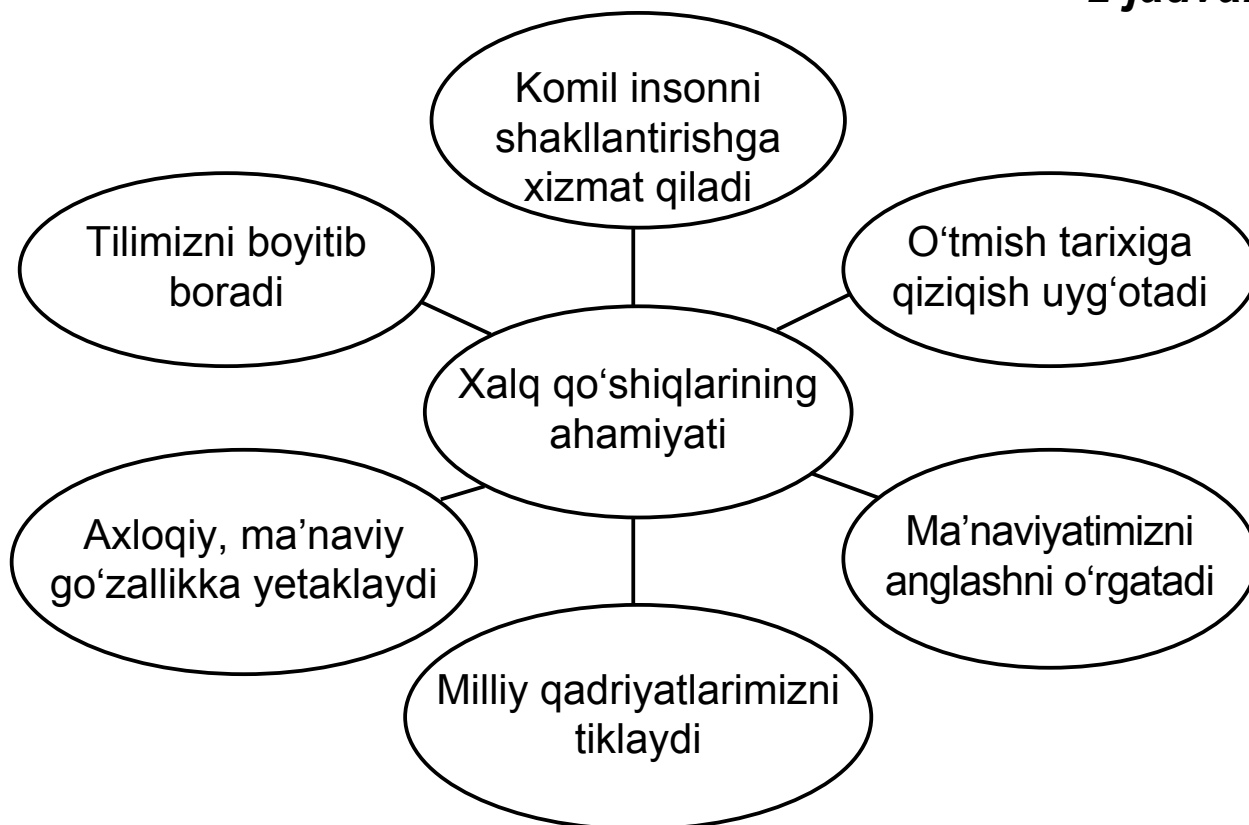 Komil insonni
shakllantirishga
xizmat qiladi
Tilimizni boyitib
boradi
O‘tmish tarixiga
qiziqish uyg‘otadi
Xalq qo‘shiqlarining
ahamiyati
Axloqiy, ma’naviy
go‘zallikka yetaklaydi
Ma’naviyatimizni
anglashni o‘rgatadi
Milliy qadriyatlarimizni
tiklaydi